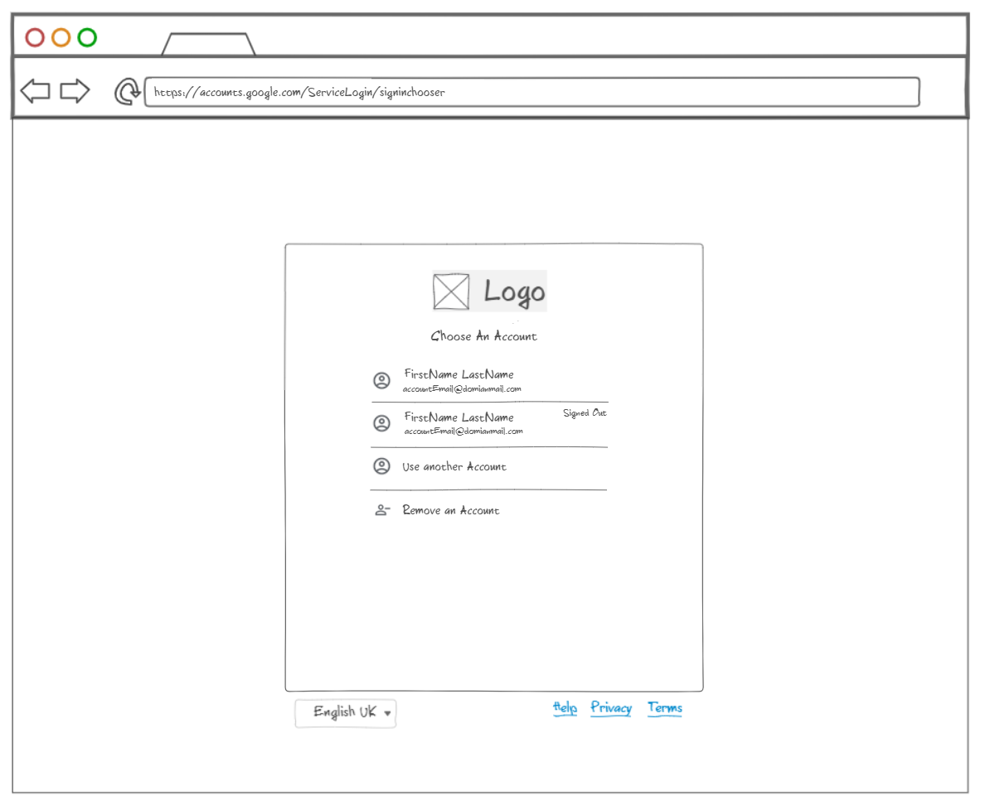 https://accounts.google.com/ServiceLogin/signinchooser
Logo
Choose An Account
FirstName LastName
accountEmail@domianmail.com
FirstName LastName
Signed Out
accountEmail@domianmail.com
Use another Account
Remove an Account
English UK
Help Privacy Terms